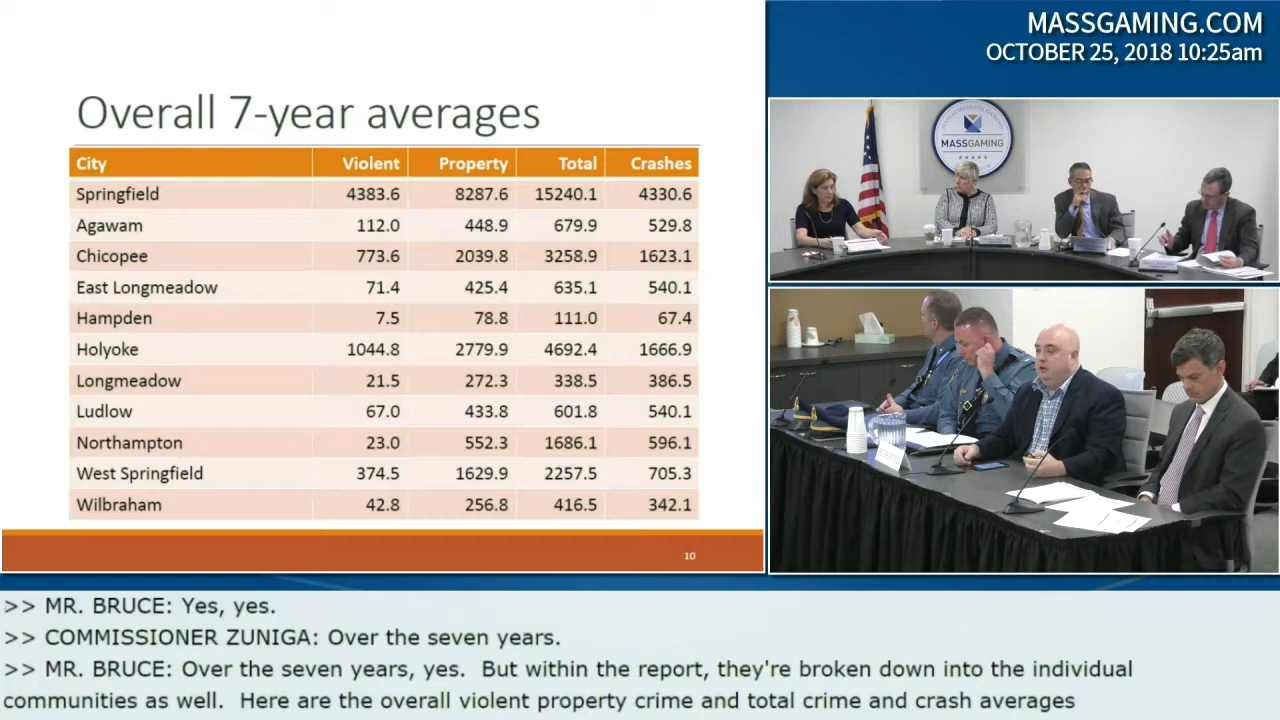 MASSGAMING.COM
OCTOBER 25, 2018 10:25am
Overall 7-year averages
City Violent Property Total Crashes
Springfield 4383.6 8287.6 15240.1 4330.6
Agawam 112.0 448.9 679.9 529.8
Chicopee 773.6 2039.8 3258.9 1623.1
East Longmeadow 71.4 425.4 635.1 540.1
Hampden 7.5 78.8 111.0 67.4
Holyoke 1044.8 2779.9 4692.4 1666.9
Longmeadow 21.5 272.3 338.5 386.5
Ludlow 67.0 433.8 601.8 540.1
Northampton 23.0 552.3 1686.1 596.1
West Springfield 374.5 1629.9 2257.5 705.3
Wilbraham 42.8 256.8 416.5 342.1
10
MASSGAMING
>> MR. BRUCE: Yes, yes.
>> COMMISSIONER ZUNIGA: Over the seven years.
>> MR. BRUCE: Over the seven years, yes. But within the report, they're broken down into the individual
communities as well. Here are the overall violent property crime and total crime and crash averages